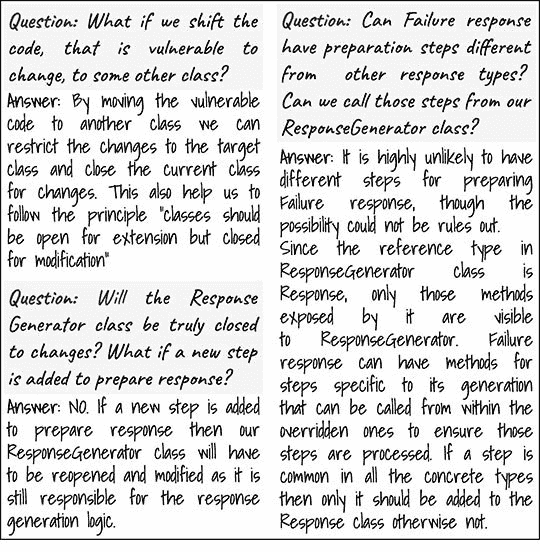 Question: What if we shift the
code, that is vulnerable to
change, to some other class?
Answer: By moving the vulnerable
code to another class we can
restrict the changes to the target
class and close the current class
for changes. This also help us to
follow the principle "classes should
be open for extension but closed
for modification"
Question: Will the Response
Generator class be truly closed
to changes? What if a new step
is added to prepare response?
Answer: NO. If a new step is added
to prepare response then our
ResponseGenerator class will have
to be reopened and modified as it is
still responsible for the response
generation logic.
Question: Can Failure response
have preparation steps different
from other response types?
Can we call those steps from our
ResponseGenerator class?
Answer: It is highly unlikely to have
different steps for preparing
Failure response, though the
possibility could not be rules out.
Since the reference type in
ResponseGenerator class is
Response, only those methods
exposed by it are visible
to ResponseGenerator. Failure
response can have methods for
steps specific to its generation
that can be called from within the
overridden ones to ensure those
steps are processed. If a step is
common in all the concrete types
then only it should be added to the
Response class otherwise not.